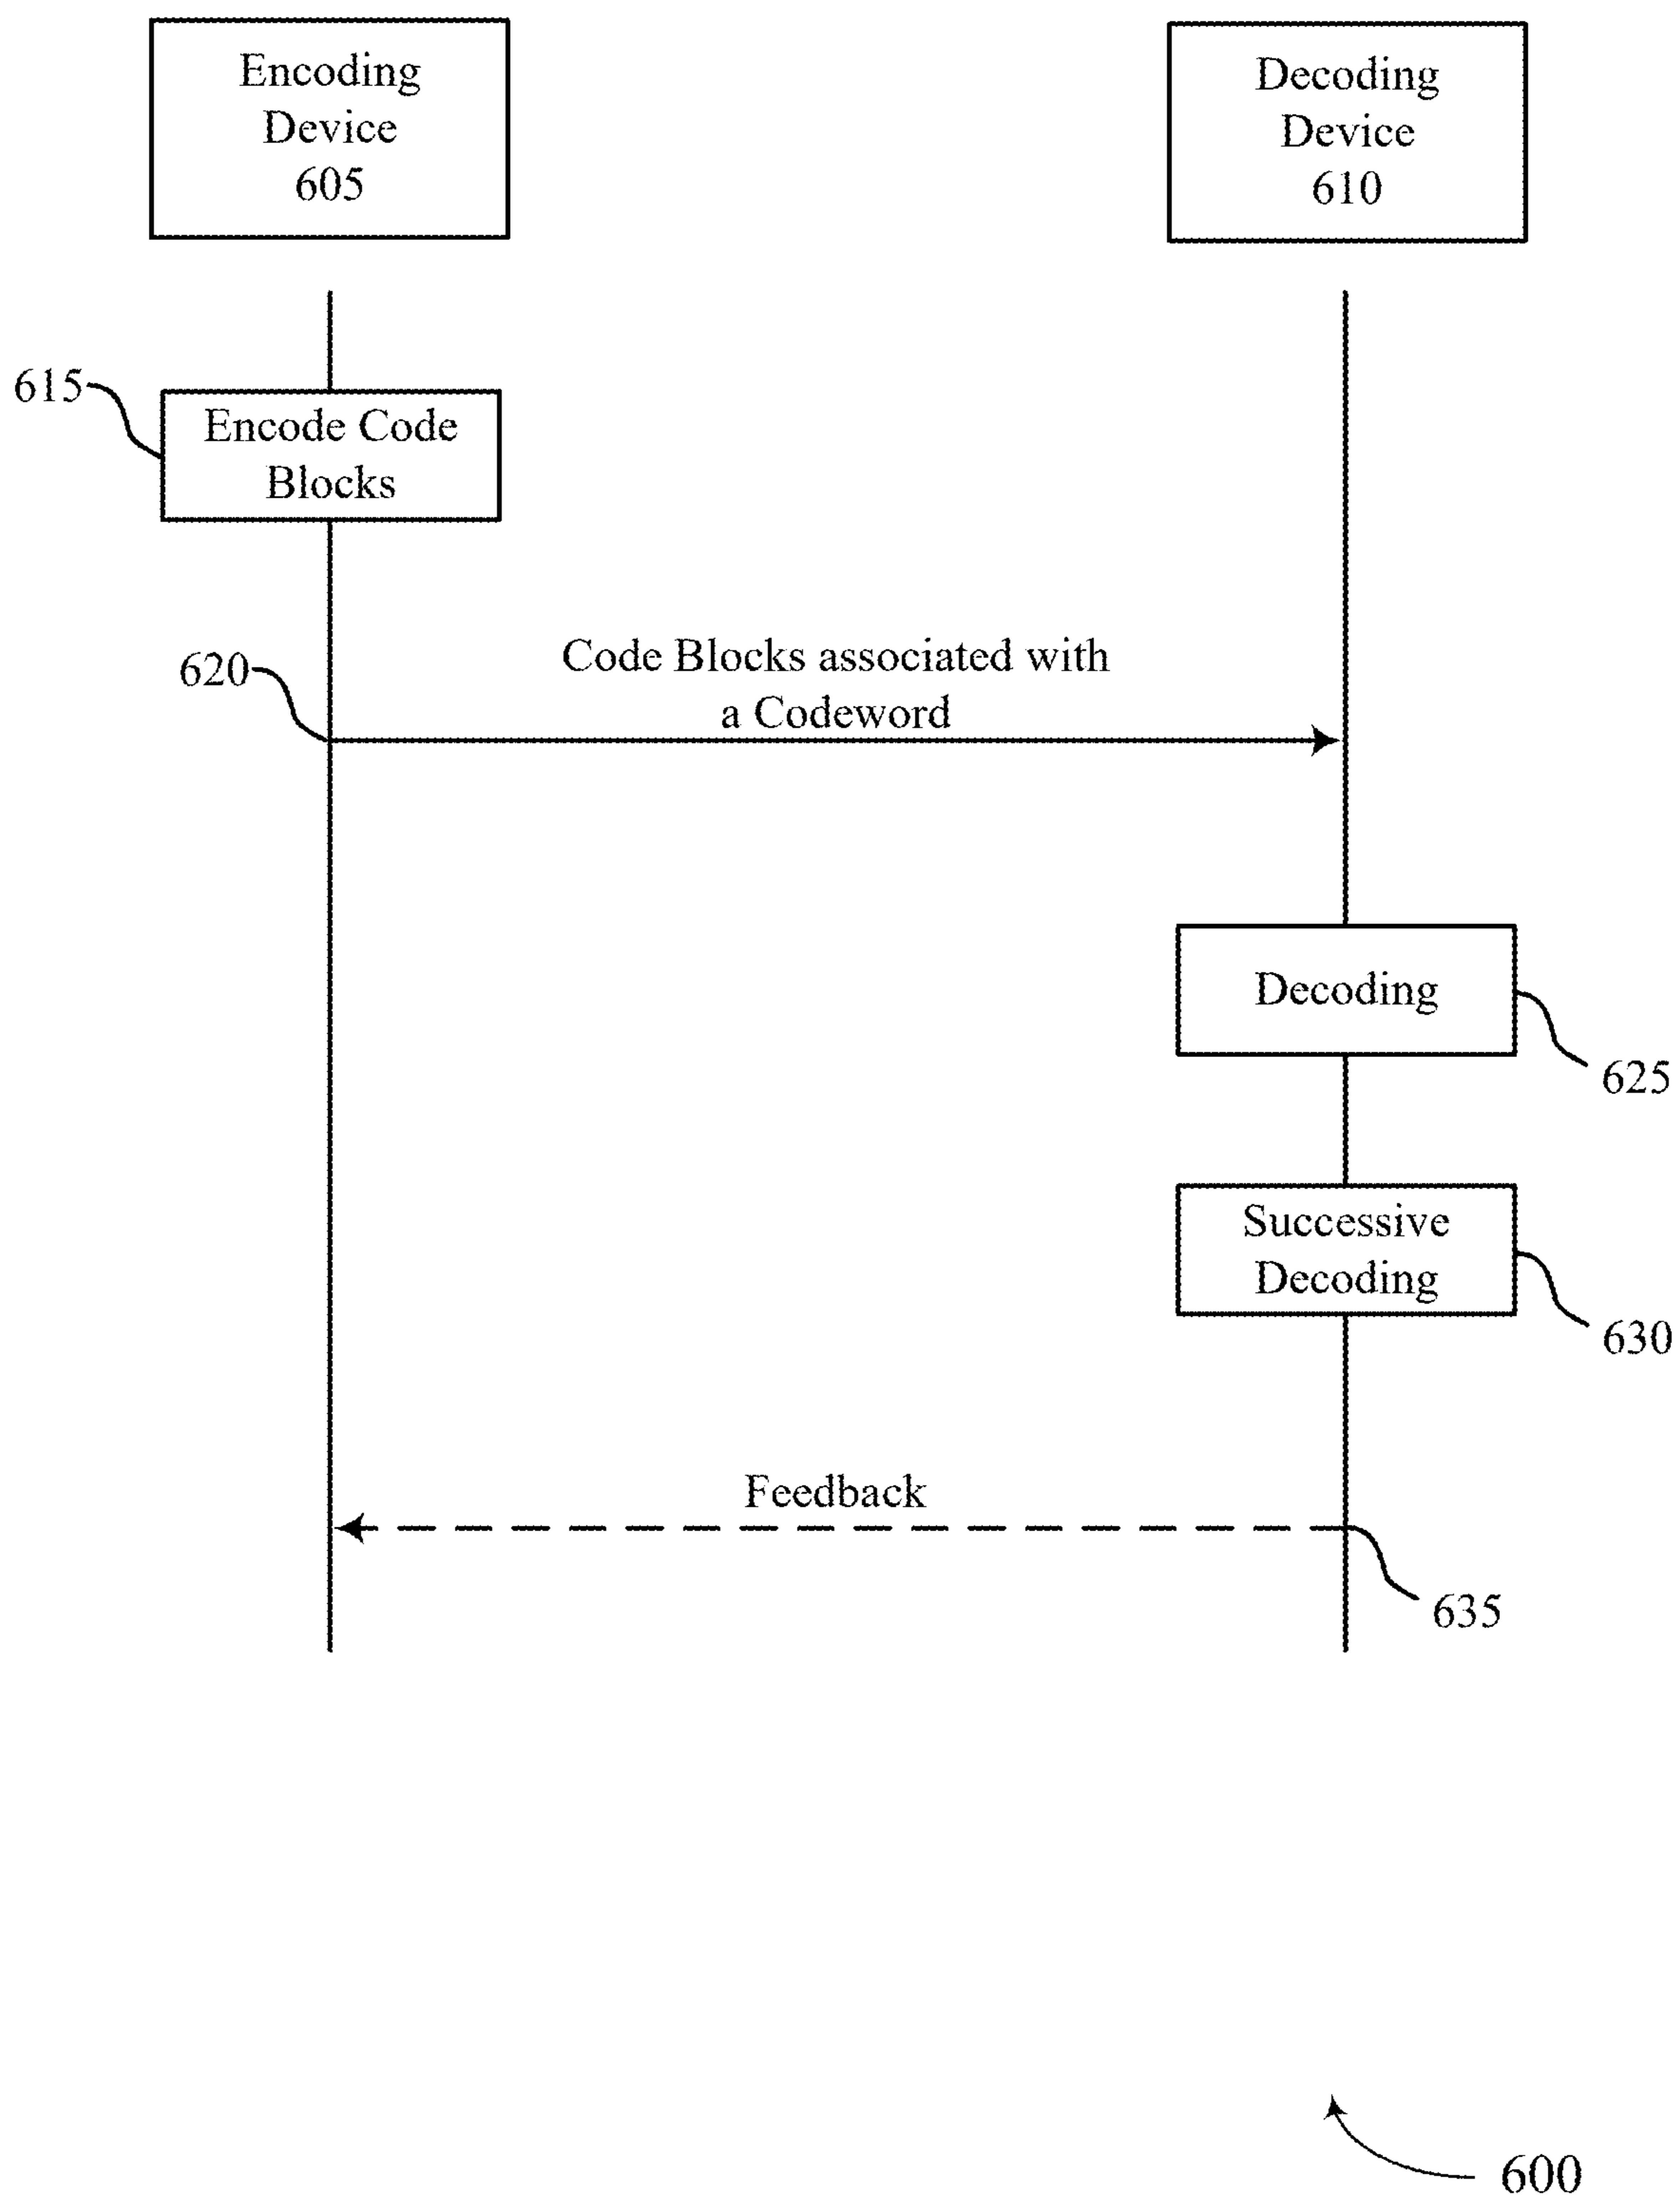 Encoding
Device
605
Decoding
Device
610
615
Encode Code
Blocks
620
Code Blocks associated with
a Codeword
Decoding
625
Successive
Decoding
630
Feedback
635
600